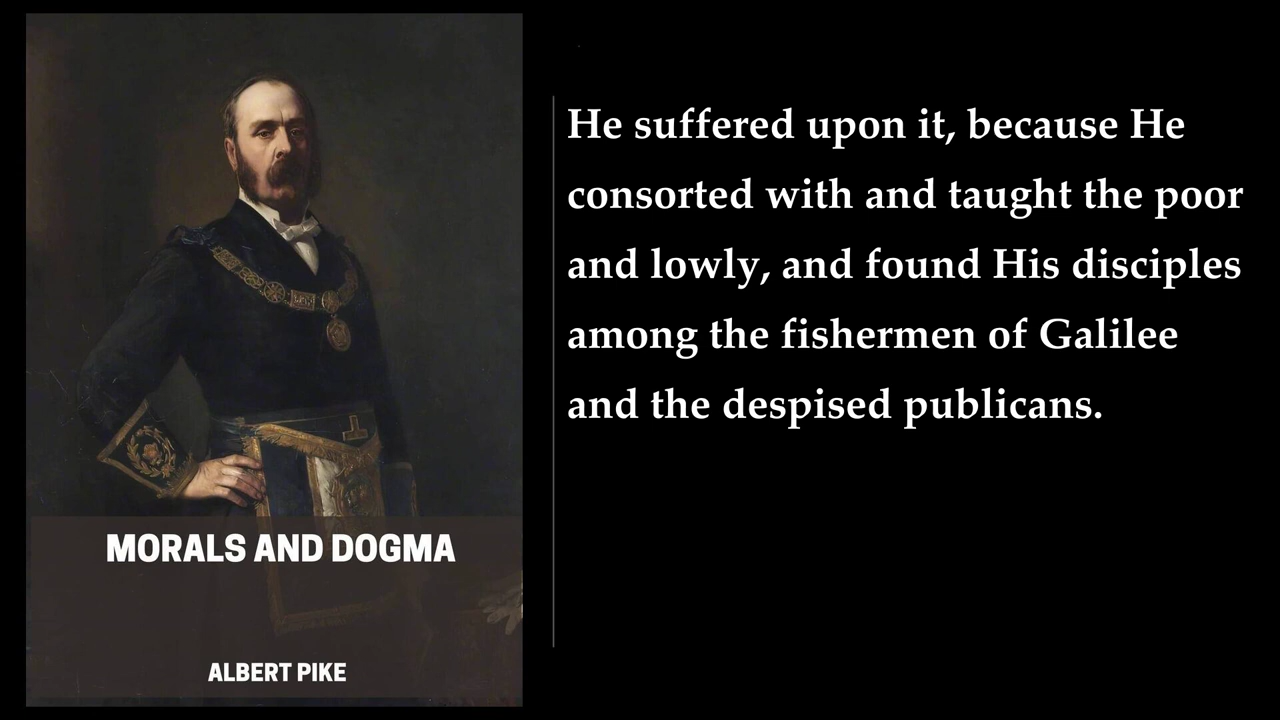 MORALS AND DOGMA
ALBERT PIKE
He suffered upon it, because He
consorted with and taught the poor
and lowly, and found His disciples
among the fishermen of Galilee
and the despised publicans.